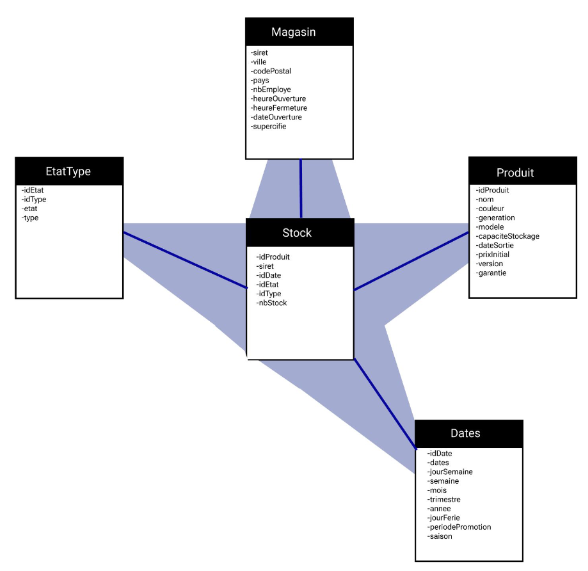 Magasin
-siret
-ville
-codePostal
-pays
-nbEmploye
-heureOuverture
-heureFermeture
-dateOuverture
-supercifie
EtatType
-idEtat
-idType
-etat
-type
Produit
-idProduit
-nom
-couleur
-generation
-modele
-capaciteStockage
-dateSortie
-prixInitial
-version
-garentie
Stock
-idProduit
-siret
-idDate
-idEtat
-idType
-nbStock
Dates
-idDate
-dates
-jourSemaine
-semaine
-mois
-trimestre
-annee
-jourFerie
-periodePromotion
-saison